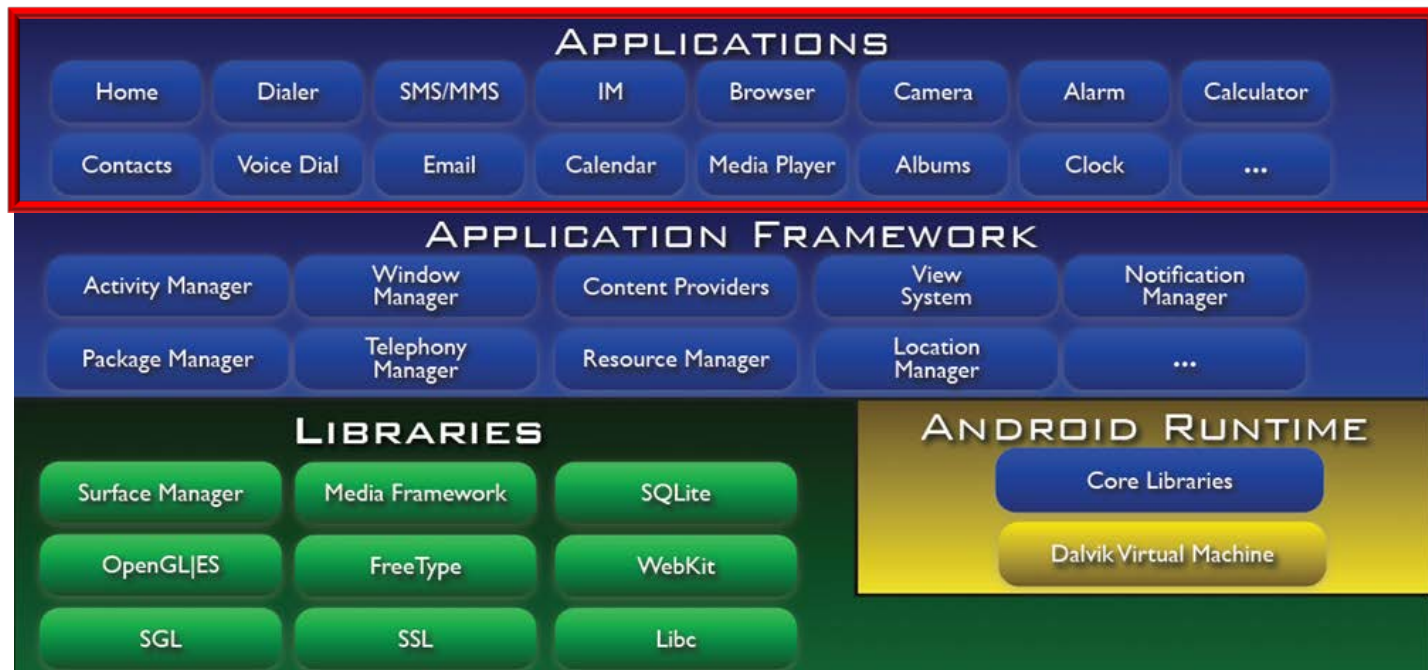 APPLICATIONS
Home Dialer SMS/MMS IM Browser Camera Alarm Calculator
Contacts Voice Dial Email Calendar Media Player Albums Clock ...
APPLICATION FRAMEWORK
Activity Manager Window Manager Content Providers View System Notification Manager
Package Manager Telephony Manager Resource Manager Location Manager ...
LIBRARIES
Surface Manager Media Framework SQLite
OpenGL|ES FreeType WebKit
SGL SSL Libc
ANDROID RUNTIME
Core Libraries
Dalvik Virtual Machine